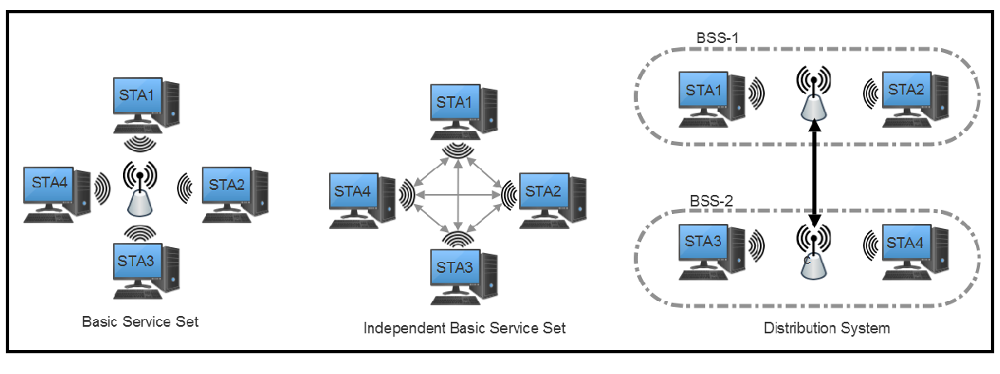 STA1
STA4
STA2
STA3
Basic Service Set
STA1
STA4
STA2
STA3
Independent Basic Service Set
BSS-1
STA1
STA2
BSS-2
STA3
C
STA4
Distribution System